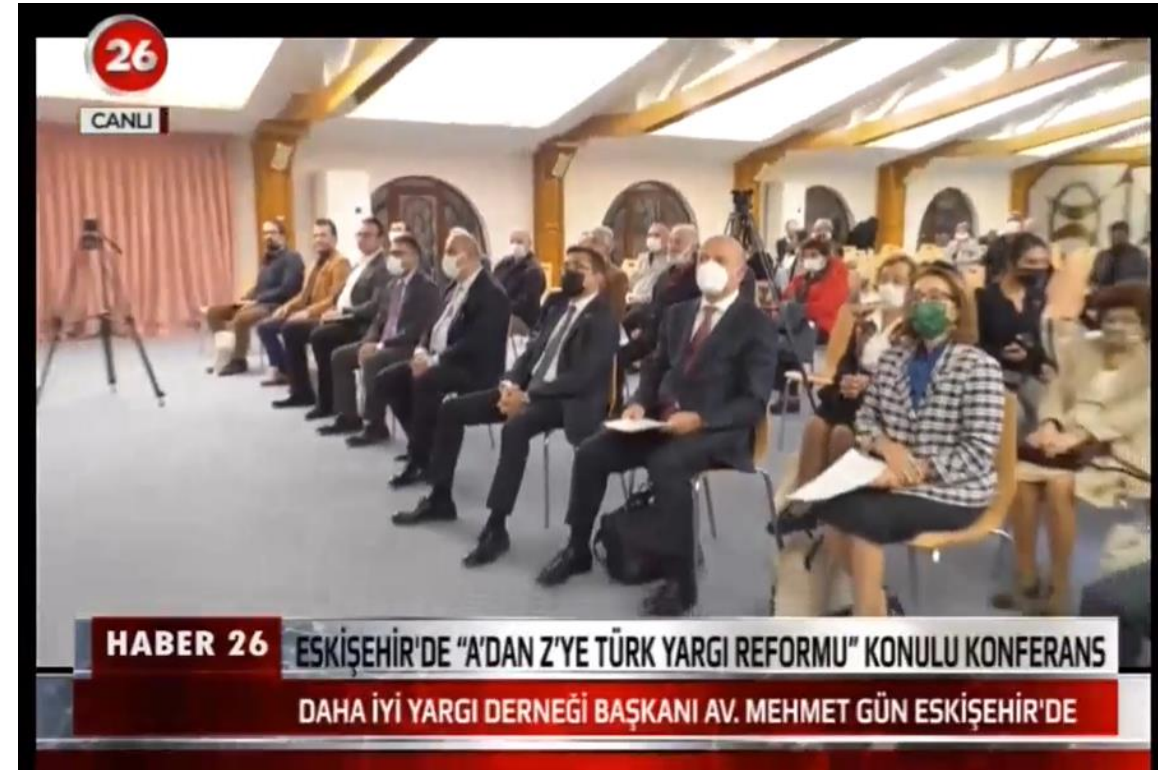 26
CANLI
HABER 26
ESKİŞEHİR'DE "A'DAN Z'YE TÜRK YARGI REFORMU" KONULU KONFERANS
DAHA İYİ YARGI DERNEĞİ BAŞKANI AV. MEHMET GÜN ESKİŞEHİR'DE